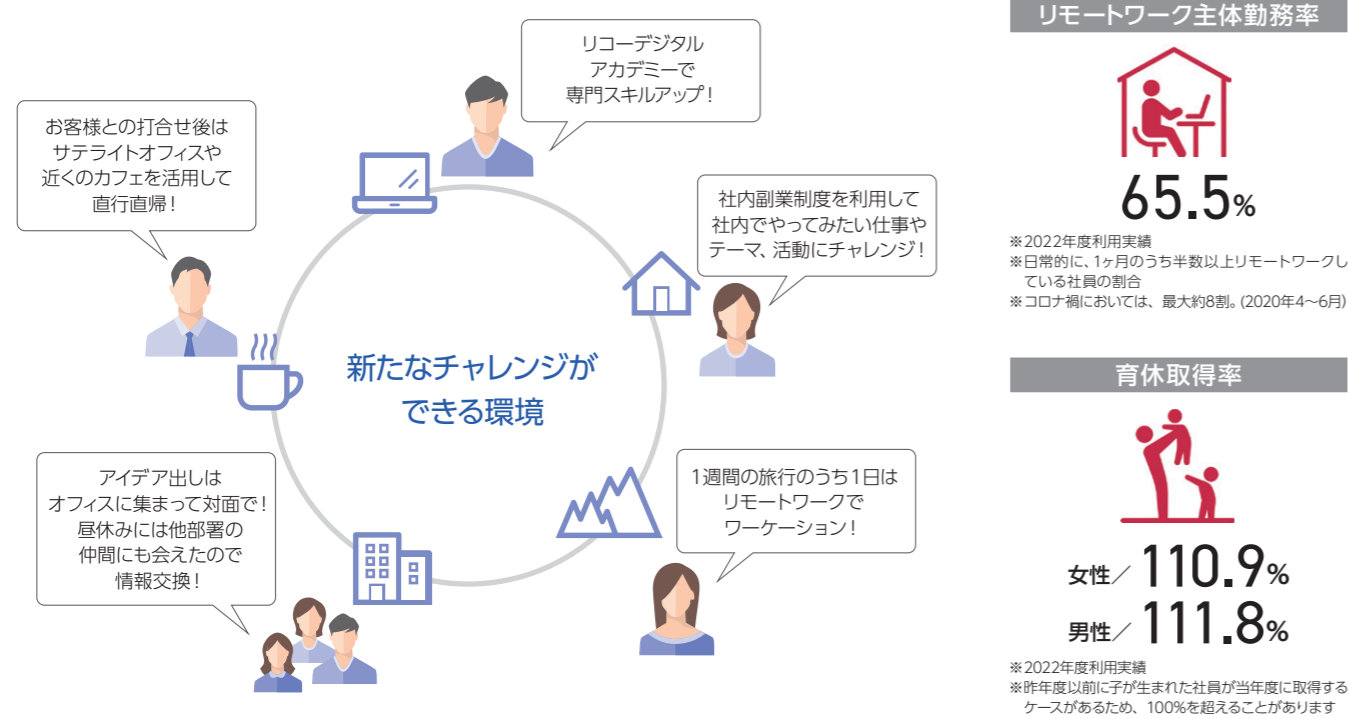 リコーデジタル
アカデミーで
専門スキルアップ！
お客様との打合せ後は
サテライトオフィスや
近くのカフェを活用して
直行直帰！
社内副業制度を利用して
社内でやってみたい仕事や
テーマ、活動にチャレンジ！
新たなチャレンジが
できる環境
アイデア出しは
オフィスに集まって対面で！
昼休みには他部署の
仲間にも会えたので
情報交換！
1週間の旅行のうち1日は
リモートワークで
ワーケーション！
リモートワーク主体勤務率
65.5%
※2022年度利用実績
※日常的に、1ヶ月のうち半数以上リモートワークし
ている社員の割合
※コロナ禍においては、最大約8割。(2020年4～6月)
育休取得率
女性／110.9%
男性／111.8%
※2022年度利用実績
※昨年度以前に子が生まれた社員が当年度に取得する
ケースがあるため、100%を超えることがあります